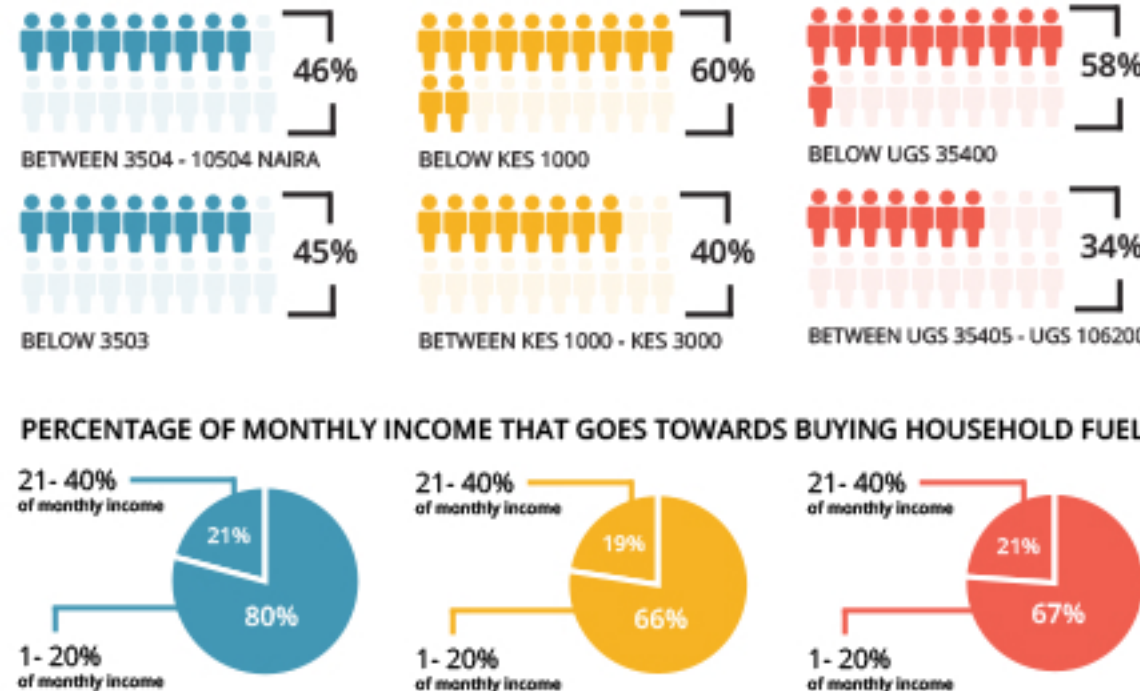 46%
60%
58%
BETWEEN 3504 - 10504 NAIRA
BELOW KES 1000
BELOW UGS 35400
45%
40%
34%
BELOW 3503
BETWEEN KES 1000 - KES 3000
BETWEEN UGS 35405 - UGS 106200
PERCENTAGE OF MONTHLY INCOME THAT GOES TOWARDS BUYING HOUSEHOLD FUEL
21- 40%
of monthly income
21%
80%
1- 20%
of monthly income
21- 40%
of monthly income
19%
66%
1- 20%
of monthly income
21- 40%
of monthly income
21%
67%
1- 20%
of monthly income